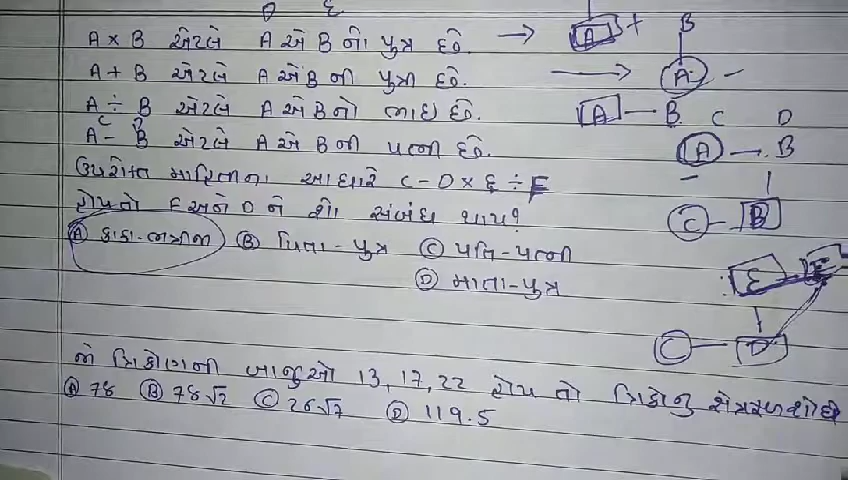 D E
A × B એટલે A એ B નો પુત્ર છે. → A + B
A + B એટલે A એ B ની પુત્રી છે. → A -
A ÷ B એટલે A એ B નો ભાઇ છે. A — B C D
C D
A - B એટલે A એ B ની પત્ની છે. A — B
ઉપરોક્ત માહિતીના આધારે C - D × E ÷ F C - B
હોય તો F અને D ને શો સંબંધ થાય?
Ⓐ કાકા-ભત્રીજા Ⓑ પિતા-પુત્ર Ⓒ પતિ-પત્ની
Ⓓ માતા-પુત્ર E F
C — D
જો ત્રિકોણની બાજુઓ 13, 17, 22 હોય તો ત્રિકોનુ ક્ષેત્રફળ શોધો
Ⓐ 78 Ⓑ 78√2 Ⓒ 26√7 Ⓓ 119.5